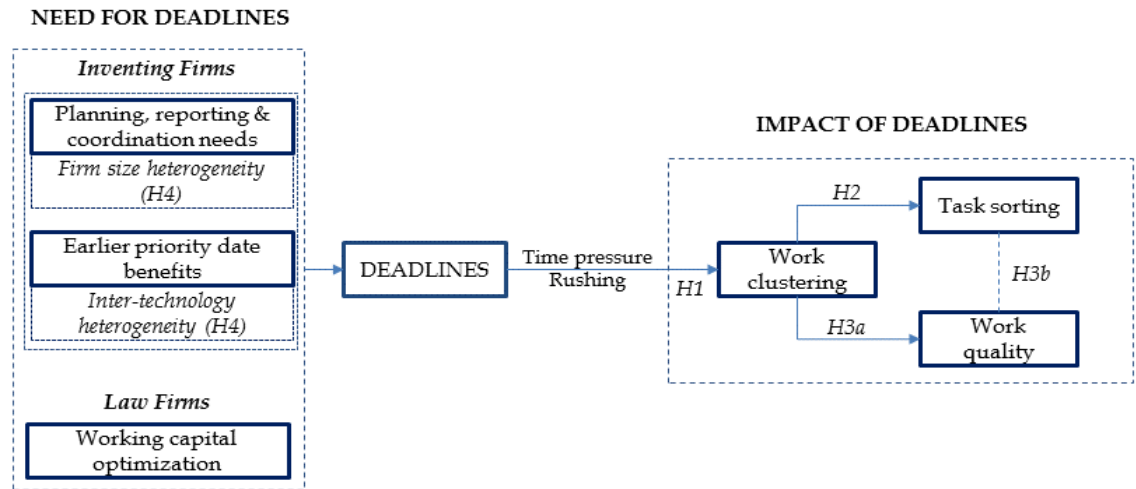 NEED FOR DEADLINES
Inventing Firms
Planning, reporting &
coordination needs
Firm size heterogeneity
(H4)
Earlier priority date
benefits
Inter-technology
heterogeneity (H4)
Law Firms
Working capital
optimization
DEADLINES
Time pressure
Rushing
H1
IMPACT OF DEADLINES
Work
clustering
H2
Task sorting
H3b
H3a
Work
quality